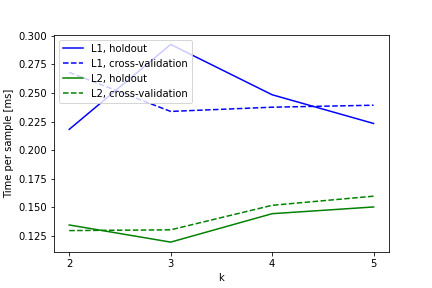 0.300
0.275
0.250
0.225
0.200
0.175
0.150
0.125
Time per sample [ms]
L1, holdout
L1, cross-validation
L2, holdout
L2, cross-validation
2
3
4
5
k